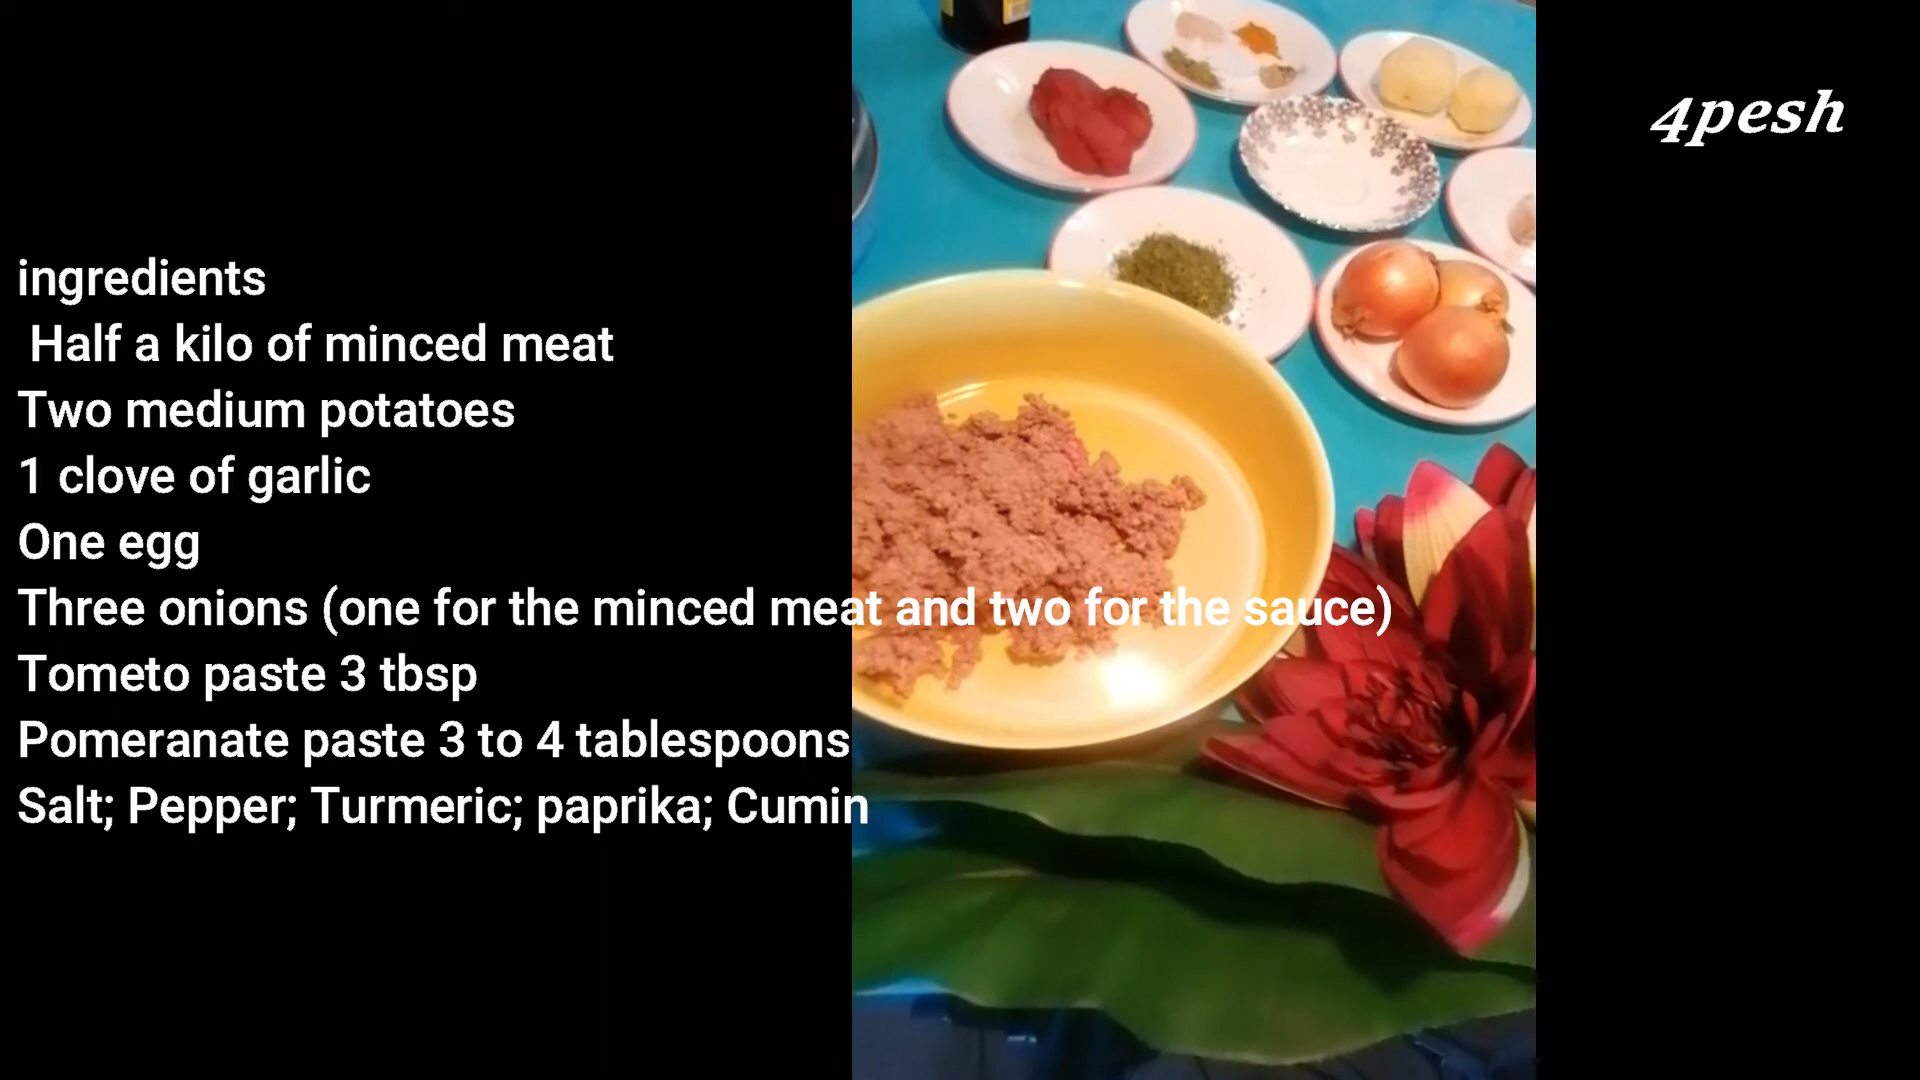 4pesh
ingredients
Half a kilo of minced meat
Two medium potatoes
1 clove of garlic
One egg
Three onions (one for the minced meat and two for the sauce)
Tometo paste 3 tbsp
Pomeranate paste 3 to 4 tablespoons
Salt; Pepper; Turmeric; paprika; Cumin